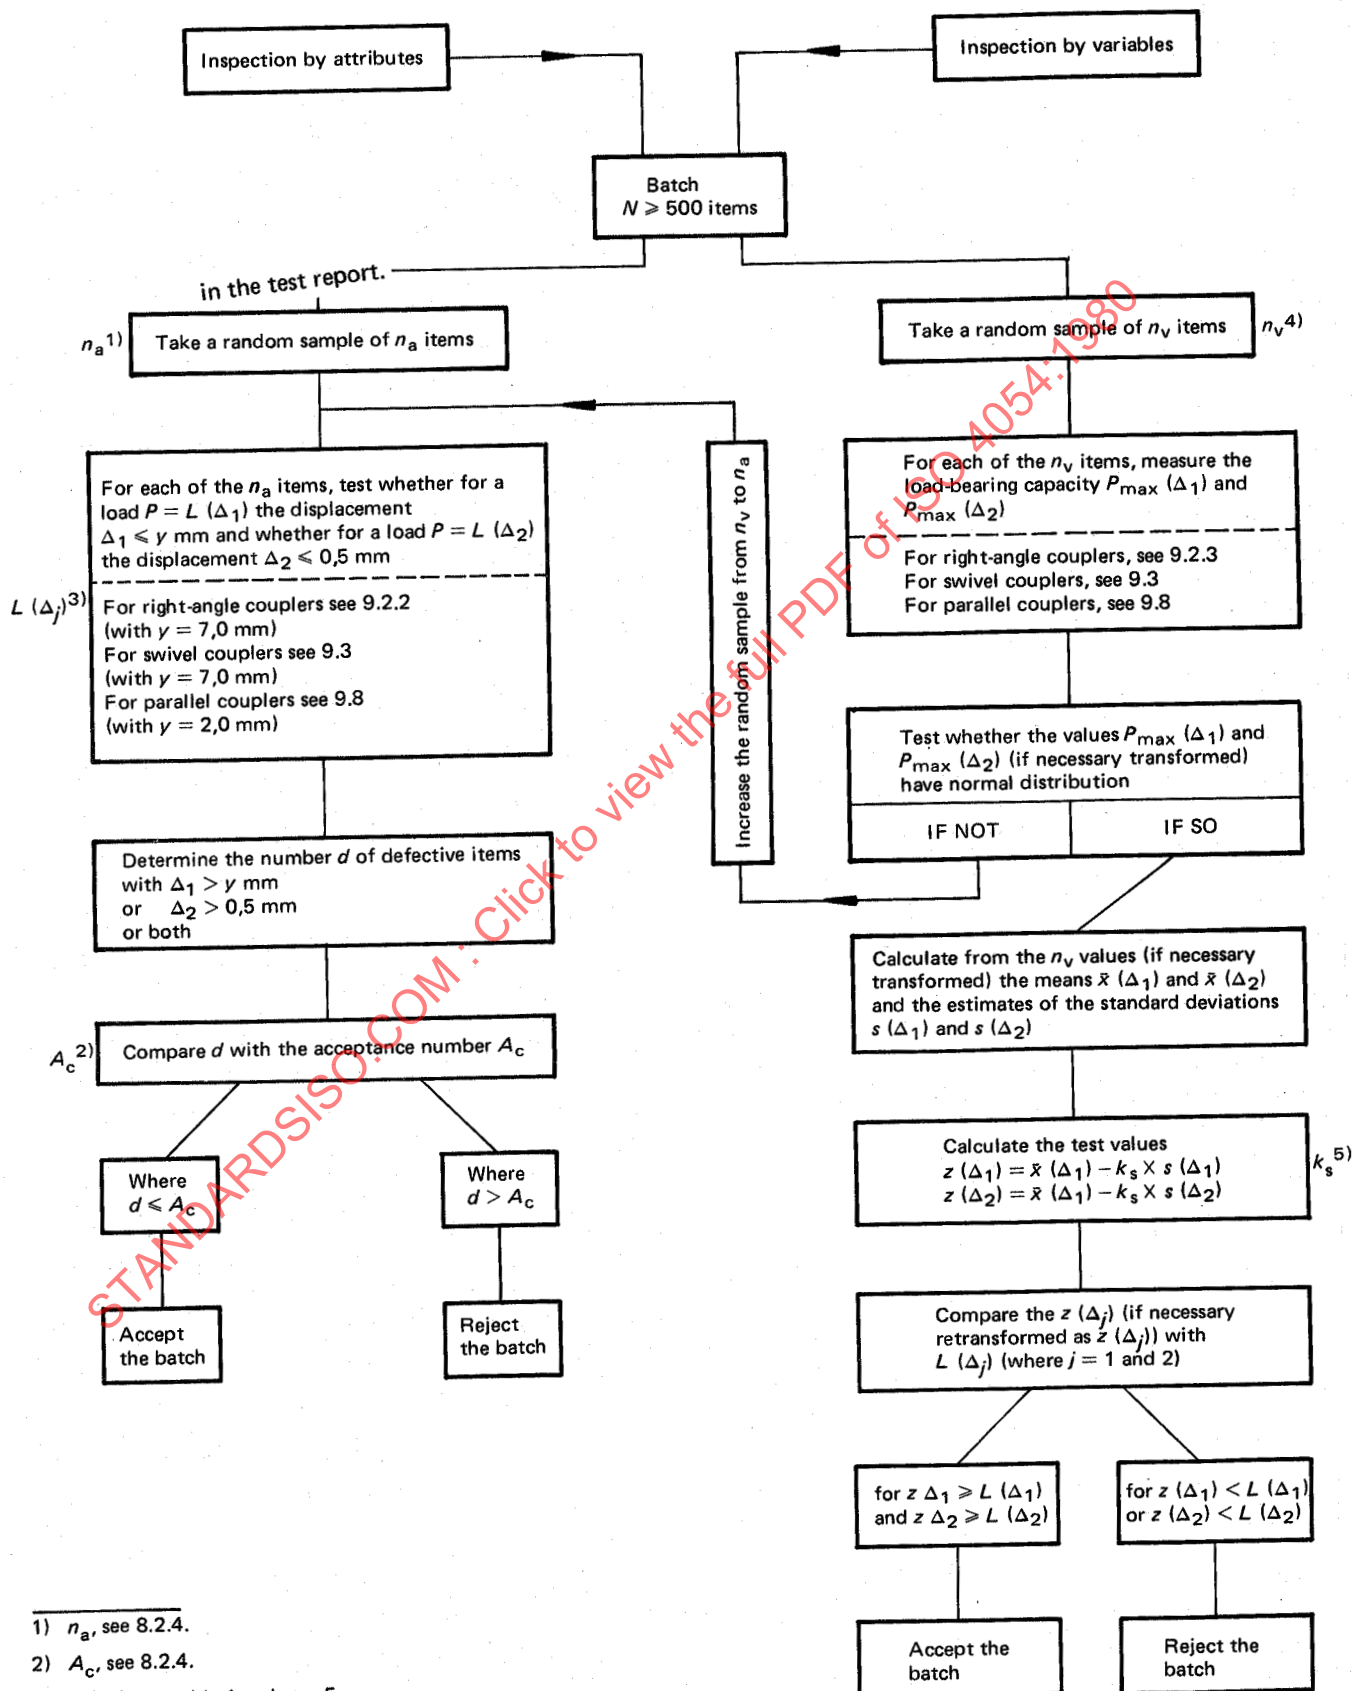 Inspection by attributes
Inspection by variables
Batch
N ⩾ 500 items
in the test report.
nₐ1)
Take a random sample of nₐ items
Take a random sample of nᵥ items
nᵥ4)
For each of the nₐ items, test whether for a
load P = L (Δ₁) the displacement
Δ₁ ⩽ y mm and whether for a load P = L (Δ₂)
the displacement Δ₂ ⩽ 0,5 mm
L (Δⱼ)3)
For right-angle couplers see 9.2.2
(with y = 7,0 mm)
For swivel couplers see 9.3
(with y = 7,0 mm)
For parallel couplers see 9.8
(with y = 2,0 mm)
Increase the random sample from nᵥ to nₐ
For each of the nᵥ items, measure the
load-bearing capacity Pmax (Δ₁) and
Pmax (Δ₂)
For right-angle couplers, see 9.2.3
For swivel couplers, see 9.3
For parallel couplers, see 9.8
Test whether the values Pmax (Δ₁) and
Pmax (Δ₂) (if necessary transformed)
have normal distribution
IF NOT
IF SO
Determine the number d of defective items
with Δ₁ > y mm
or Δ₂ > 0,5 mm
or both
Calculate from the nᵥ values (if necessary
transformed) the means x̄ (Δ₁) and x̄ (Δ₂)
and the estimates of the standard deviations
s (Δ₁) and s (Δ₂)
Ac2)
Compare d with the acceptance number Ac
Where
d ⩽ Ac
Where
d > Ac
Accept
the batch
Reject
the batch
Calculate the test values
z (Δ₁) = x̄ (Δ₁) − ks X s (Δ₁)
z (Δ₂) = x̄ (Δ₁) − ks X s (Δ₂)
ks5)
Compare the z (Δⱼ) (if necessary
retransformed as z̄ (Δⱼ)) with
L (Δⱼ) (where j = 1 and 2)
for z Δ₁ ⩾ L (Δ₁)
and z Δ₂ ⩾ L (Δ₂)
for z (Δ₁) < L (Δ₁)
or z (Δ₂) < L (Δ₂)
Accept the
batch
Reject the
batch
1) nₐ, see 8.2.4.
2) Ac, see 8.2.4.
STANDARDSISO.COM : Click to view the full PDF of ISO 4054:1980